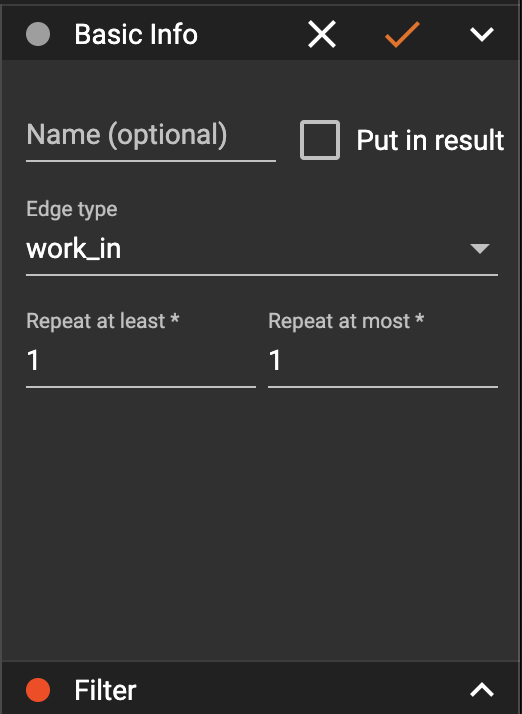 Basic Info
Name (optional)
Put in result
Edge type
work_in
Repeat at least * Repeat at most *
1 1
Filter